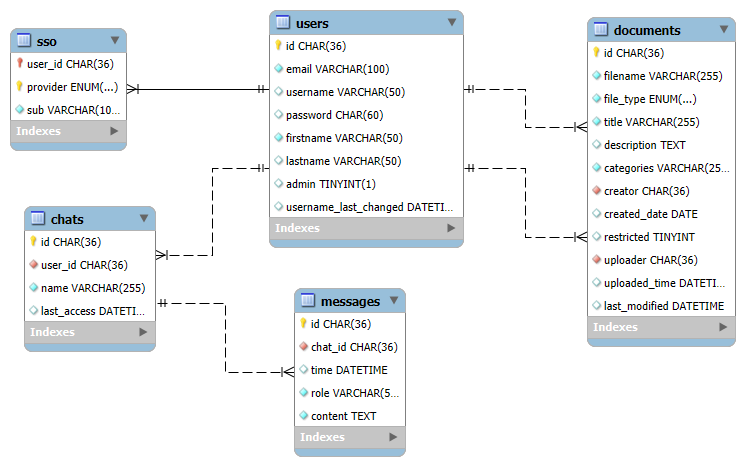 sso
user_id CHAR(36)
provider ENUM(...)
sub VARCHAR(10...
Indexes
users
id CHAR(36)
email VARCHAR(100)
username VARCHAR(50)
password CHAR(60)
firstname VARCHAR(50)
lastname VARCHAR(50)
admin TINYINT(1)
username_last_changed DATETI...
Indexes
documents
id CHAR(36)
filename VARCHAR(255)
file_type ENUM(...)
title VARCHAR(255)
description TEXT
categories VARCHAR(25...
creator CHAR(36)
created_date DATE
restricted TINYINT
uploader CHAR(36)
uploaded_time DATETI...
last_modified DATETIME
Indexes
chats
id CHAR(36)
user_id CHAR(36)
name VARCHAR(255)
last_access DATETI...
Indexes
messages
id CHAR(36)
chat_id CHAR(36)
time DATETIME
role VARCHAR(5...
content TEXT
Indexes